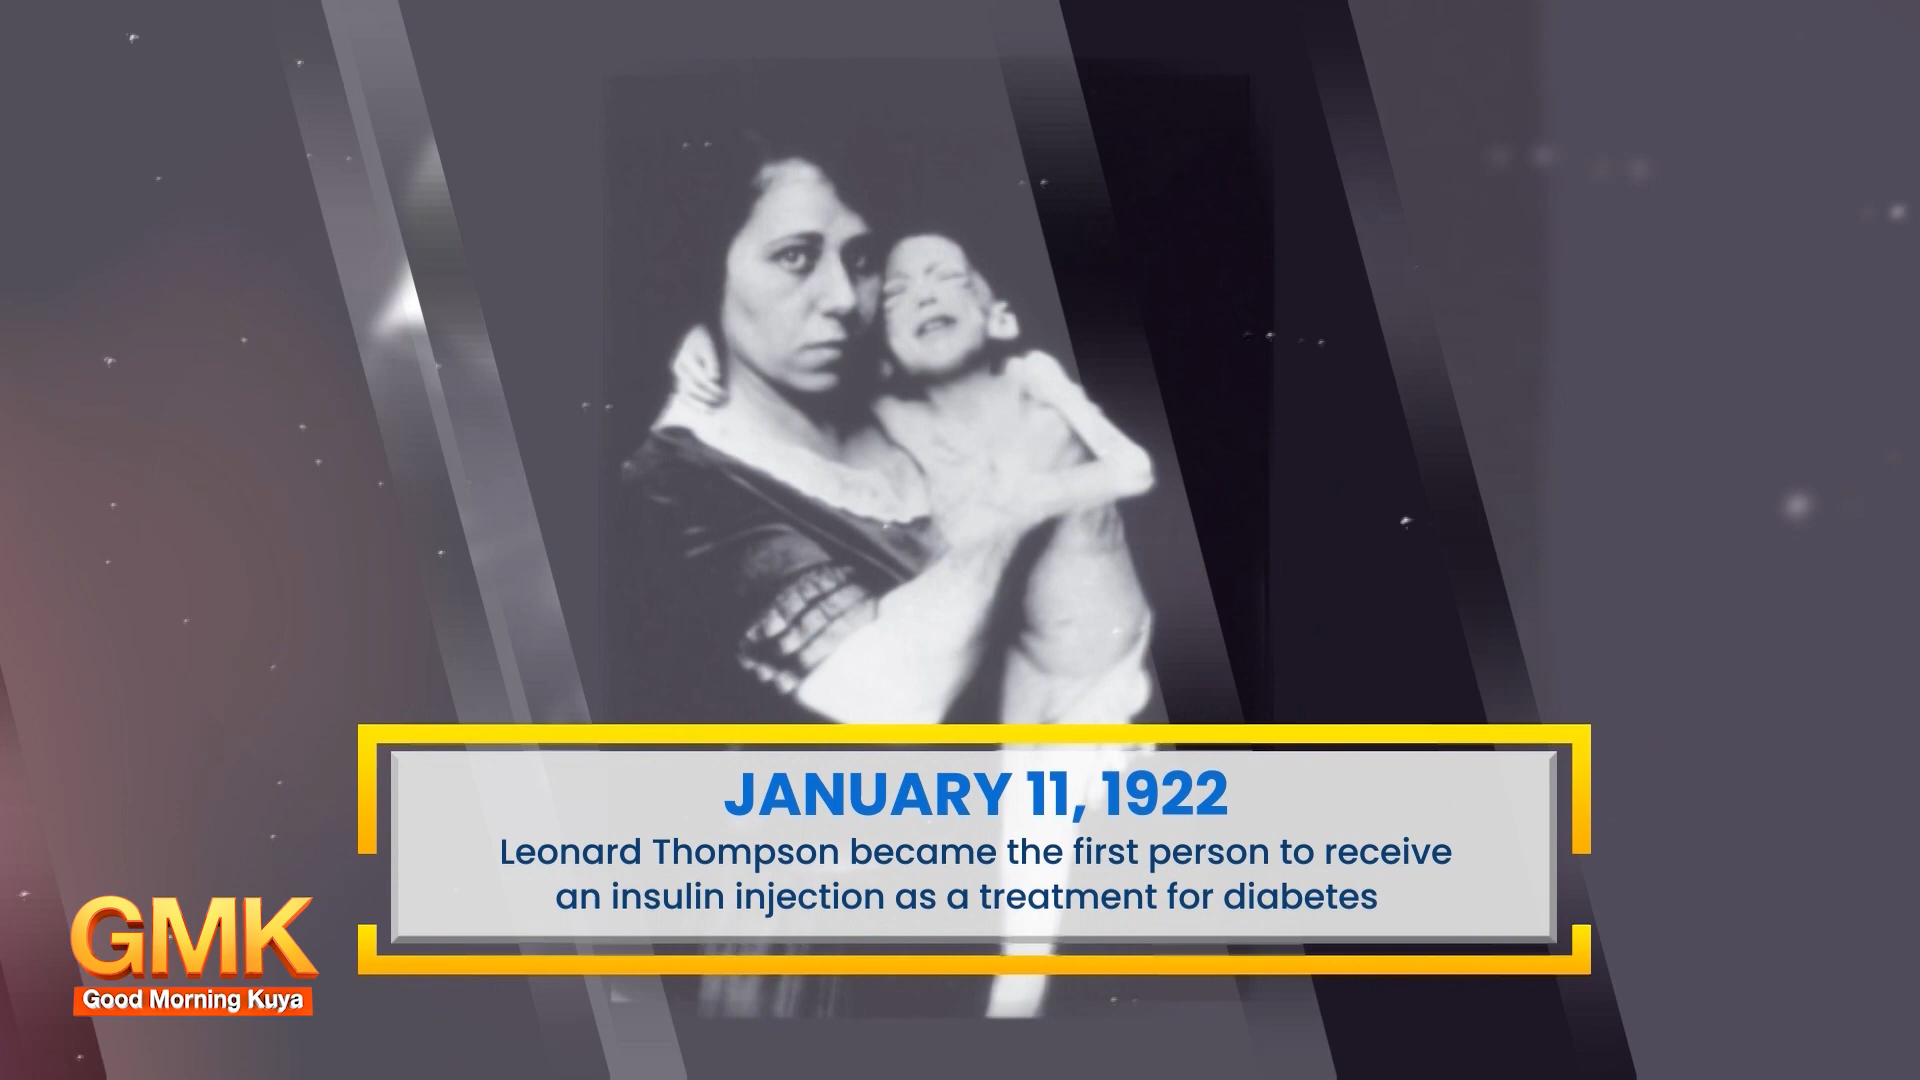 JANUARY 11, 1922
Leonard Thompson became the first person to receive
an insulin injection as a treatment for diabetes
GMK
Good Morning Kuya